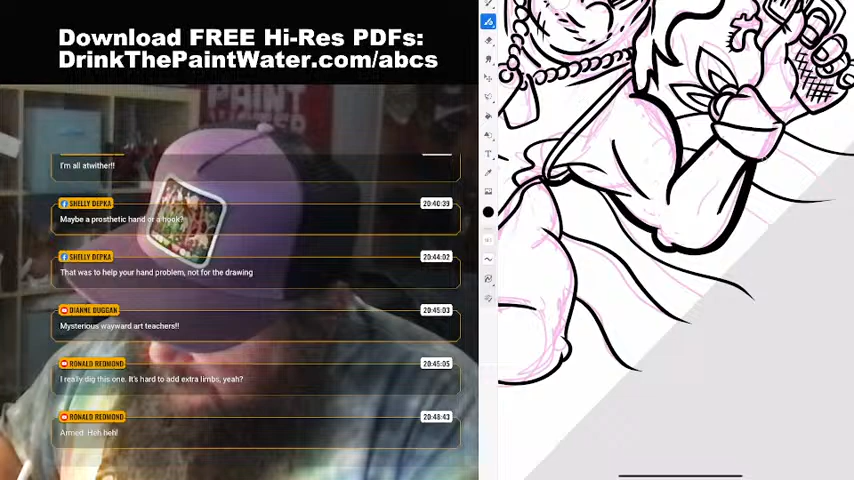 Download FREE Hi-Res PDFs:
DrinkThePaintWater.com/abcs
PAINT
WATER
I'm all atwither!!
SHELLY DEPKA 20:40:39
Maybe a prosthetic hand or a hook?
SHELLY DEPKA 20:44:02
That was to help your hand problem, not for the drawing
DIANNE DUGGAN 20:45:03
Mysterious wayward art teachers!!
RONALD REDMOND 20:45:05
I really dig this one. It's hard to add extra limbs, yeah?
RONALD REDMOND 20:48:43
Armed. Heh heh!